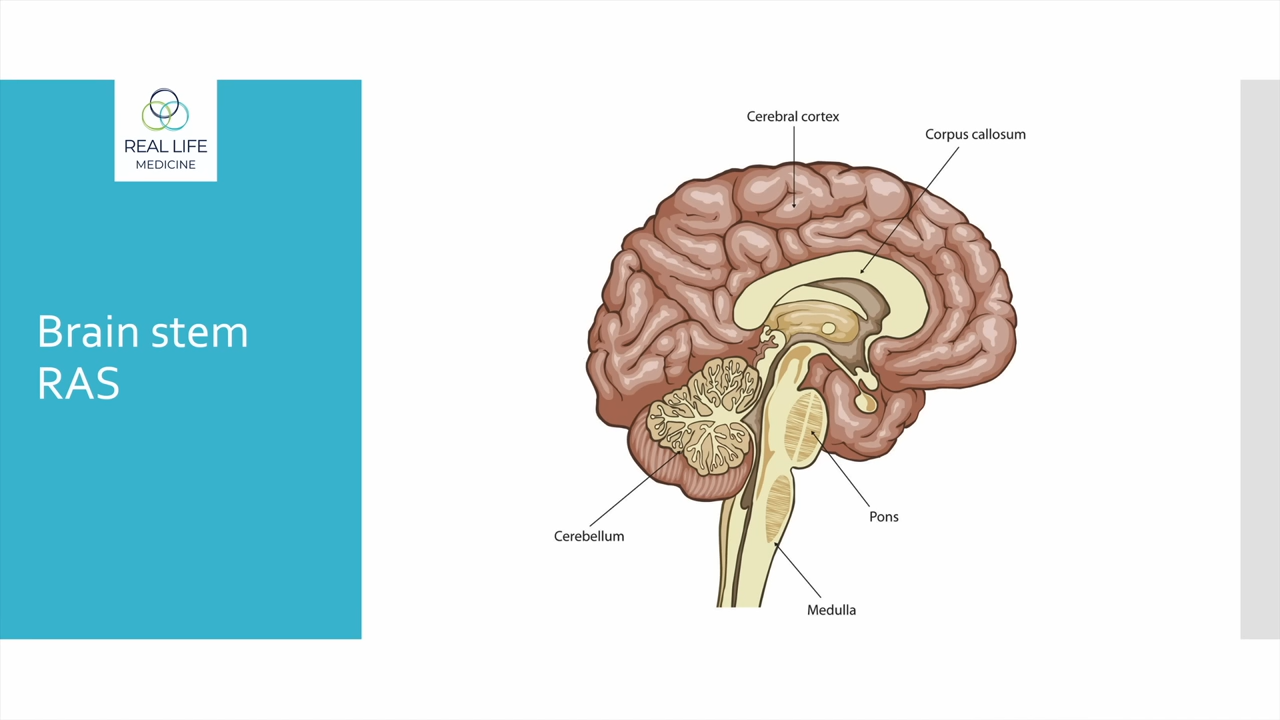 REAL LIFE
MEDICINE
Brain stem
RAS
Cerebral cortex
Corpus callosum
Pons
Cerebellum
Medulla